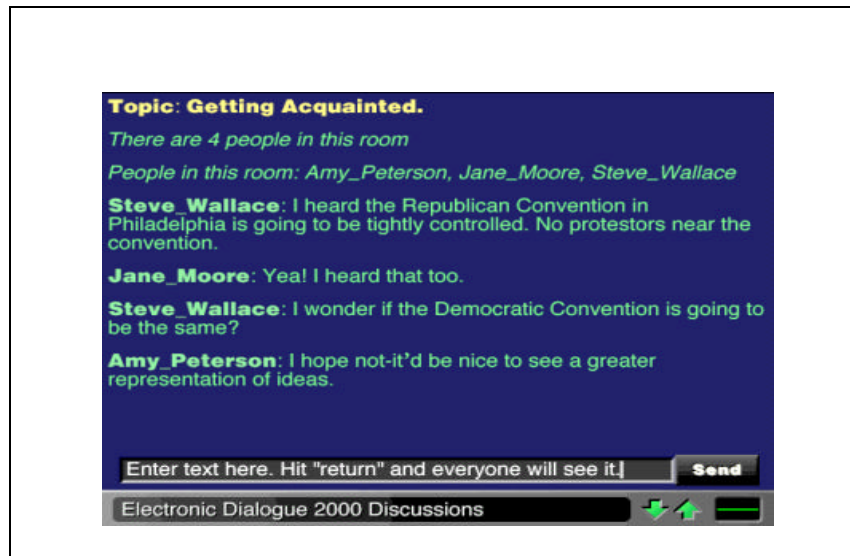 Topic: Getting Acquainted.
There are 4 people in this room
People in this room: Amy_Peterson, Jane_Moore, Steve_Wallace
Steve_Wallace: I heard the Republican Convention in
Philadelphia is going to be tightly controlled. No protestors near the
convention.
Jane_Moore: Yea! I heard that too.
Steve_Wallace: I wonder if the Democratic Convention is going to
be the same?
Amy_Peterson: I hope not-it'd be nice to see a greater
representation of ideas.
Enter text here. Hit "return" and everyone will see it. Send
Electronic Dialogue 2000 Discussions